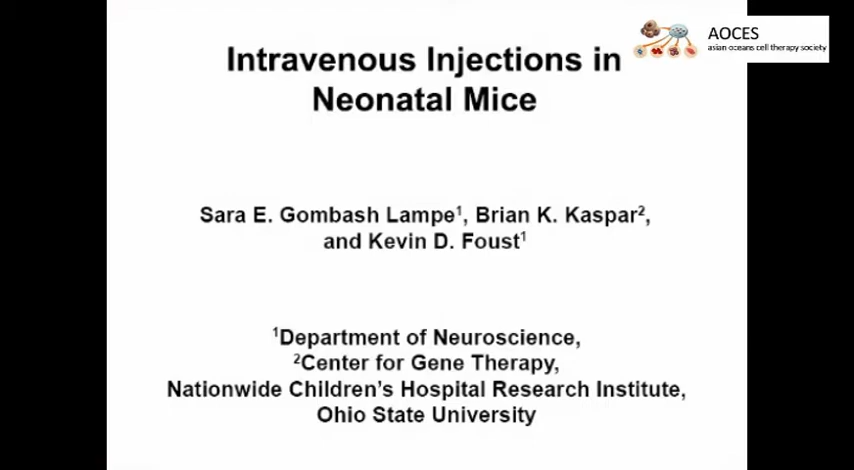 Intravenous Injections in
Neonatal Mice
AOCES
asian oceans cell therapy society
Sara E. Gombash Lampe¹, Brian K. Kaspar²,
and Kevin D. Foust¹
¹Department of Neuroscience,
²Center for Gene Therapy,
Nationwide Children's Hospital Research Institute,
Ohio State University